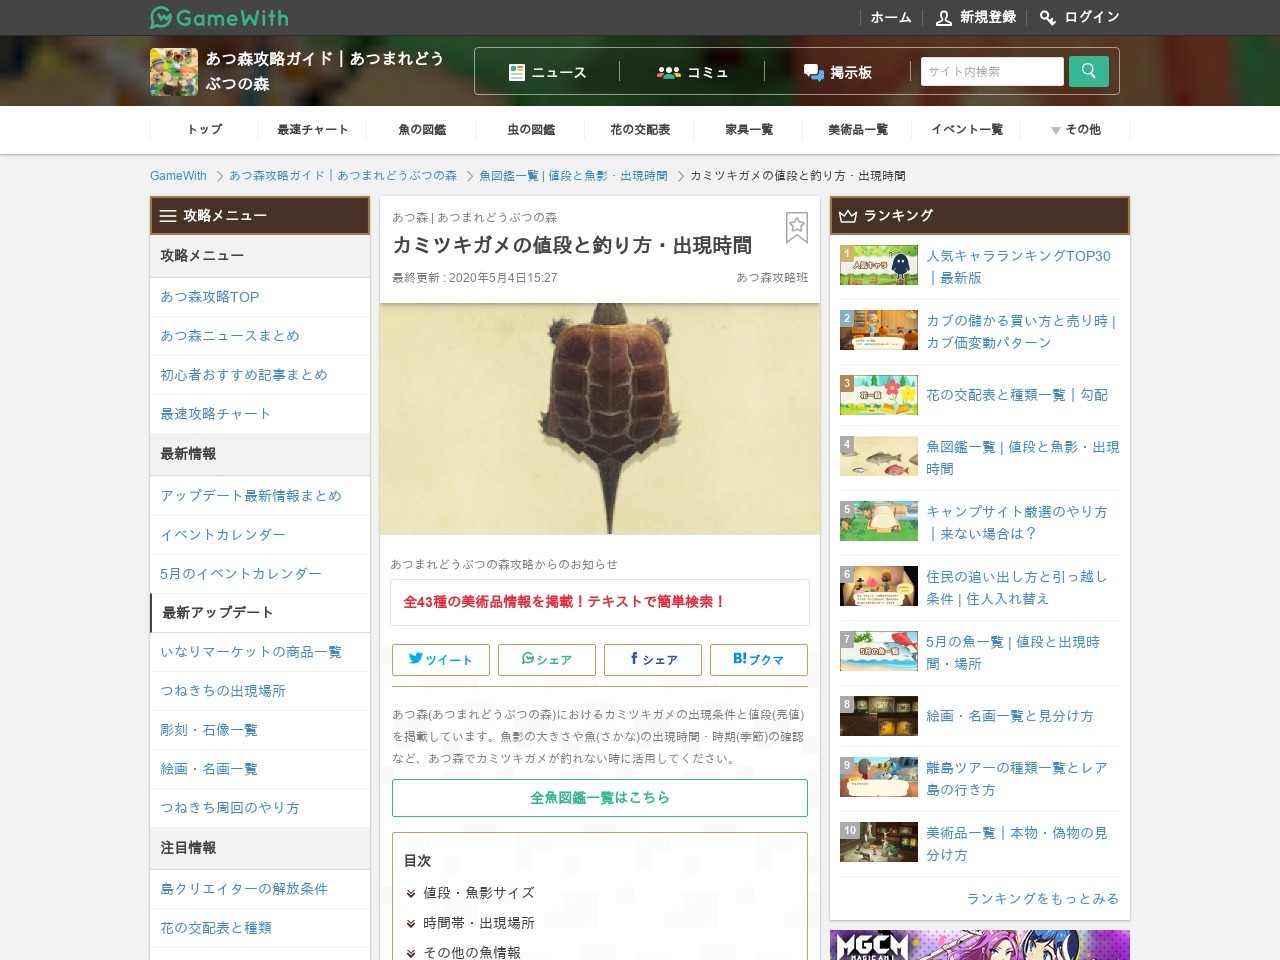 GameWith
ホーム
新規登録
ログイン
あつ森攻略ガイド｜あつまれどう
ぶつの森
ニュース
コミュ
掲示板
サイト内検索
トップ
最速チャート
魚の図鑑
虫の図鑑
花の交配表
家具一覧
美術品一覧
イベント一覧
その他
GameWith
あつ森攻略ガイド｜あつまれどうぶつの森
魚図鑑一覧 | 値段と魚影・出現時間
カミツキガメの値段と釣り方・出現時間
攻略メニュー
攻略メニュー
あつ森攻略TOP
あつ森ニュースまとめ
初心者おすすめ記事まとめ
最速攻略チャート
最新情報
アップデート最新情報まとめ
イベントカレンダー
5月のイベントカレンダー
最新アップデート
いなりマーケットの商品一覧
つねきちの出現場所
彫刻・石像一覧
絵画・名画一覧
つねきち周回のやり方
注目情報
島クリエイターの解放条件
花の交配表と種類
あつ森 | あつまれどうぶつの森
カミツキガメの値段と釣り方・出現時間
最終更新 : 2020年5月4日15:27
あつ森攻略班
あつまれどうぶつの森攻略からのお知らせ
全43種の美術品情報を掲載！テキストで簡単検索！
ツイート
シェア
シェア
B! ブクマ
あつ森(あつまれどうぶつの森)におけるカミツキガメの出現条件と値段(売値)
を掲載しています。魚影の大きさや魚(さかな)の出現時間・時期(季節)の確認
など、あつ森でカミツキガメが釣れない時に活用してください。
全魚図鑑一覧はこちら
目次
値段・魚影サイズ
時間帯・出現場所
その他の魚情報
ランキング
1
人気キャラ
人気キャラランキングTOP30
｜最新版
2
カブの儲かる買い方と売り時 |
カブ価変動パターン
3
花一覧
花の交配表と種類一覧｜勾配
4
魚図鑑一覧 | 値段と魚影・出現
時間
5
キャンプサイト厳選のやり方
｜来ない場合は？
6
住民の追い出し方と引っ越し
条件 | 住人入れ替え
7
5月の魚一覧
5月の魚一覧 | 値段と出現時
間・場所
8
絵画・名画一覧と見分け方
9
離島ツアーの種類一覧とレア
島の行き方
10
美術品一覧｜本物・偽物の見
分け方
ランキングをもっとみる
MGCM
MAGICAMI